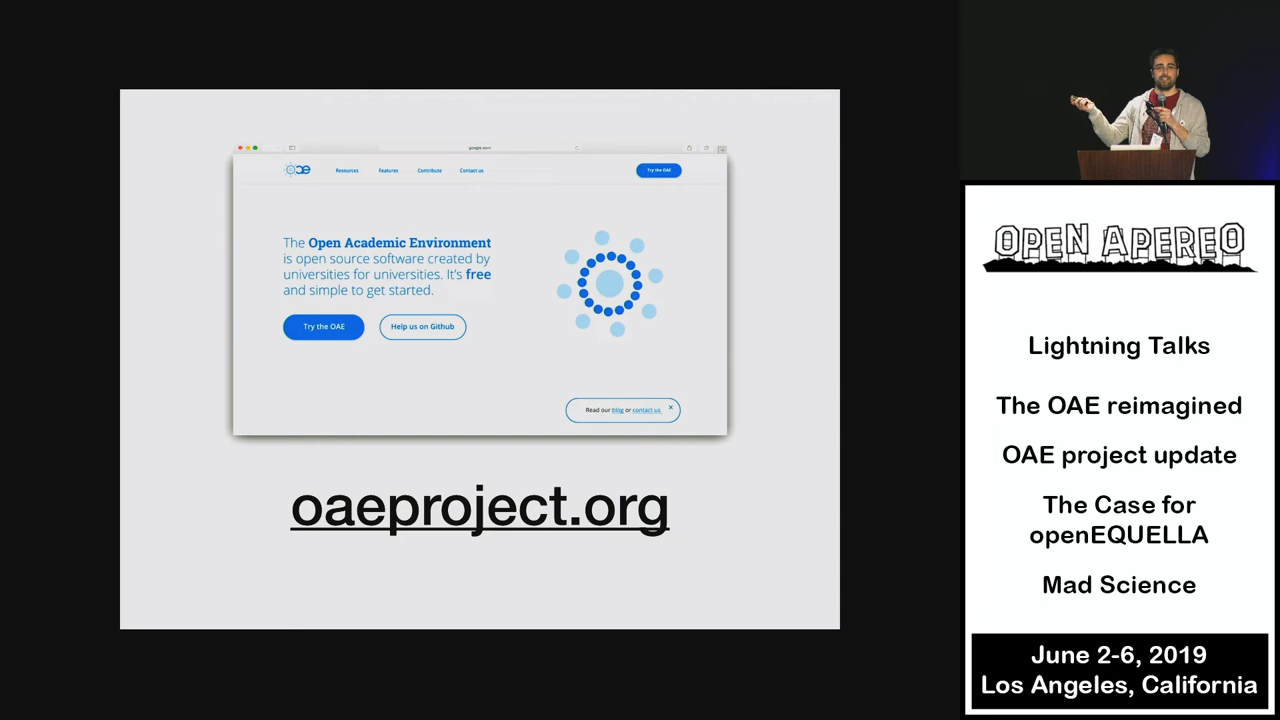 google.com
oae
Resources
Features
Contribute
Contact us
Try the OAE
The Open Academic Environment
is open source software created by
universities for universities. It's free
and simple to get started.
Try the OAE
Help us on Github
Read our blog or contact us
oaeproject.org
OPEN APEREO
Lightning Talks
The OAE reimagined
OAE project update
The Case for
openEQUELLA
Mad Science
June 2-6, 2019
Los Angeles, California